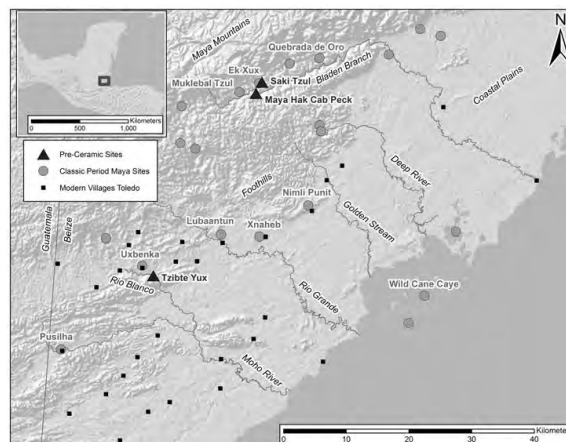 N
0 500 1,000
Kilometers
Pre-Ceramic Sites
Classic Period Maya Sites
Modern Villages Toledo
Maya Mountains
Quebrada de Oro
Ek Xux
Saki Tzul
Muklebal Tzul
Bladen Branch
Maya Hak Cab Peck
Coastal Plains
Foothills
Deep River
Nimli Punit
Golden Stream
Lubaantun
Xnaheb
Guatemala
Belize
Uxbenka
Tzibte Yux
Rio Blanco
Rio Grande
Wild Cane Caye
Pusilha
Moho River
Kilometers
0 10 20 30 40